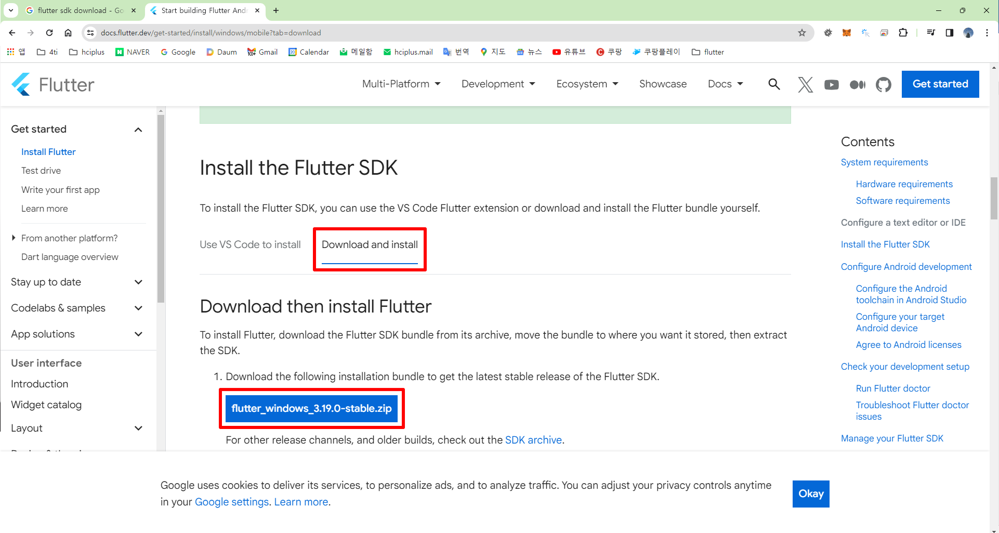 flutter sdk download - Go
Start building Flutter Andr
docs.flutter.dev/get-started/install/windows/mobile?tab=download
앱
4ti
hciplus
NAVER
Google
Daum
Gmail
Calendar
메일함
hciplus.mail
번역
지도
뉴스
유튜브
쿠팡
쿠팡플레이
flutter
Flutter
Multi-Platform
Development
Ecosystem
Showcase
Docs
Get started
Get started
Install Flutter
Test drive
Write your first app
Learn more
From another platform?
Dart language overview
Stay up to date
Codelabs & samples
App solutions
User interface
Introduction
Widget catalog
Layout
Install the Flutter SDK
To install the Flutter SDK, you can use the VS Code Flutter extension or download and install the Flutter bundle yourself.
Use VS Code to install
Download and install
Download then install Flutter
To install Flutter, download the Flutter SDK bundle from its archive, move the bundle to where you want it stored, then extract
the SDK.
1. Download the following installation bundle to get the latest stable release of the Flutter SDK.
flutter_windows_3.19.0-stable.zip
For other release channels, and older builds, check out the SDK archive.
Contents
System requirements
Hardware requirements
Software requirements
Configure a text editor or IDE
Install the Flutter SDK
Configure Android development
Configure the Android
toolchain in Android Studio
Configure your target
Android device
Agree to Android licenses
Check your development setup
Run Flutter doctor
Troubleshoot Flutter doctor
issues
Manage your Flutter SDK
Google uses cookies to deliver its services, to personalize ads, and to analyze traffic. You can adjust your privacy controls anytime
in your Google settings. Learn more.
Okay